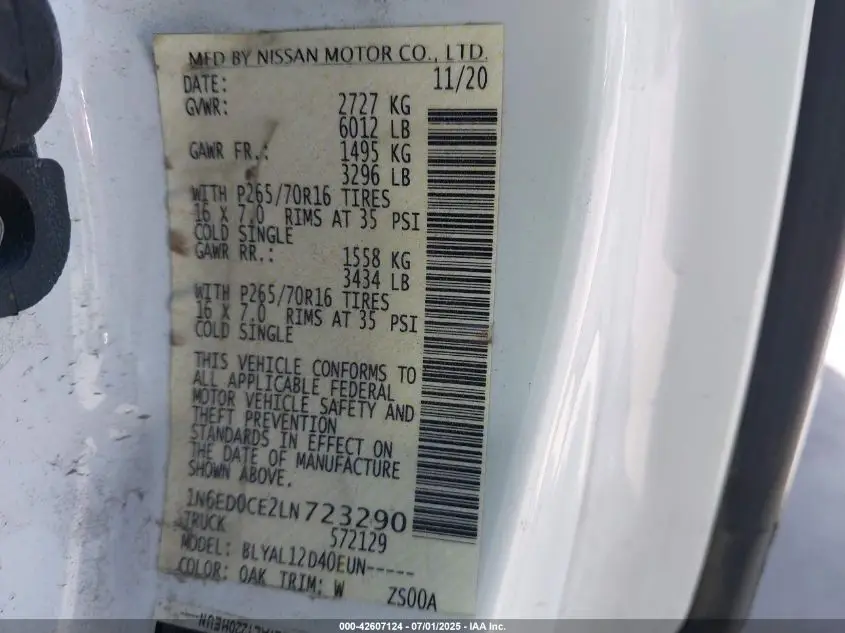 MFD BY NISSAN MOTOR CO., LTD.
DATE: 11/20
GVWR: 2727 KG
6012 LB
GAWR FR.: 1495 KG
3296 LB
WITH P265/70R16 TIRES
16 X 7.0 RIMS AT 35 PSI
COLD SINGLE
GAWR RR.: 1558 KG
3434 LB
WITH P265/70R16 TIRES
16 X 7.0 RIMS AT 35 PSI
COLD SINGLE
THIS VEHICLE CONFORMS TO
ALL APPLICABLE FEDERAL
MOTOR VEHICLE SAFETY AND
THEFT PREVENTION
STANDARDS IN EFFECT ON
THE DATE OF MANUFACTURE
SHOWN ABOVE.
1N6ED0CE2LN723290
TRUCK 572129
MODEL: BLYAL12D40EUN-----
COLOR: QAK TRIM: W ZS00A
000-42607124 - 07/01/2025 - IAA Inc.